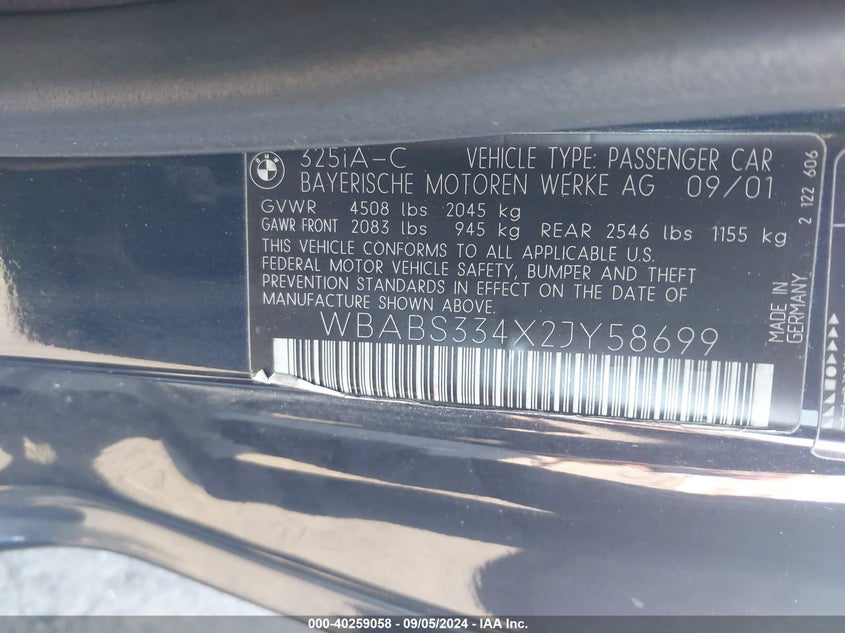 BMW
325iA-C VEHICLE TYPE: PASSENGER CAR
BAYERISCHE MOTOREN WERKE AG 09/01
GVWR 4508 lbs 2045 kg
GAWR FRONT 2083 lbs 945 kg REAR 2546 lbs 1155 kg
THIS VEHICLE CONFORMS TO ALL APPLICABLE U.S.
FEDERAL MOTOR VEHICLE SAFETY, BUMPER AND THEFT
PREVENTION STANDARDS IN EFFECT ON THE DATE OF
MANUFACTURE SHOWN ABOVE.
WBABS334X2JY58699
2 122 606
MADE IN
GERMANY
000-40259058 - 09/05/2024 - IAA Inc.